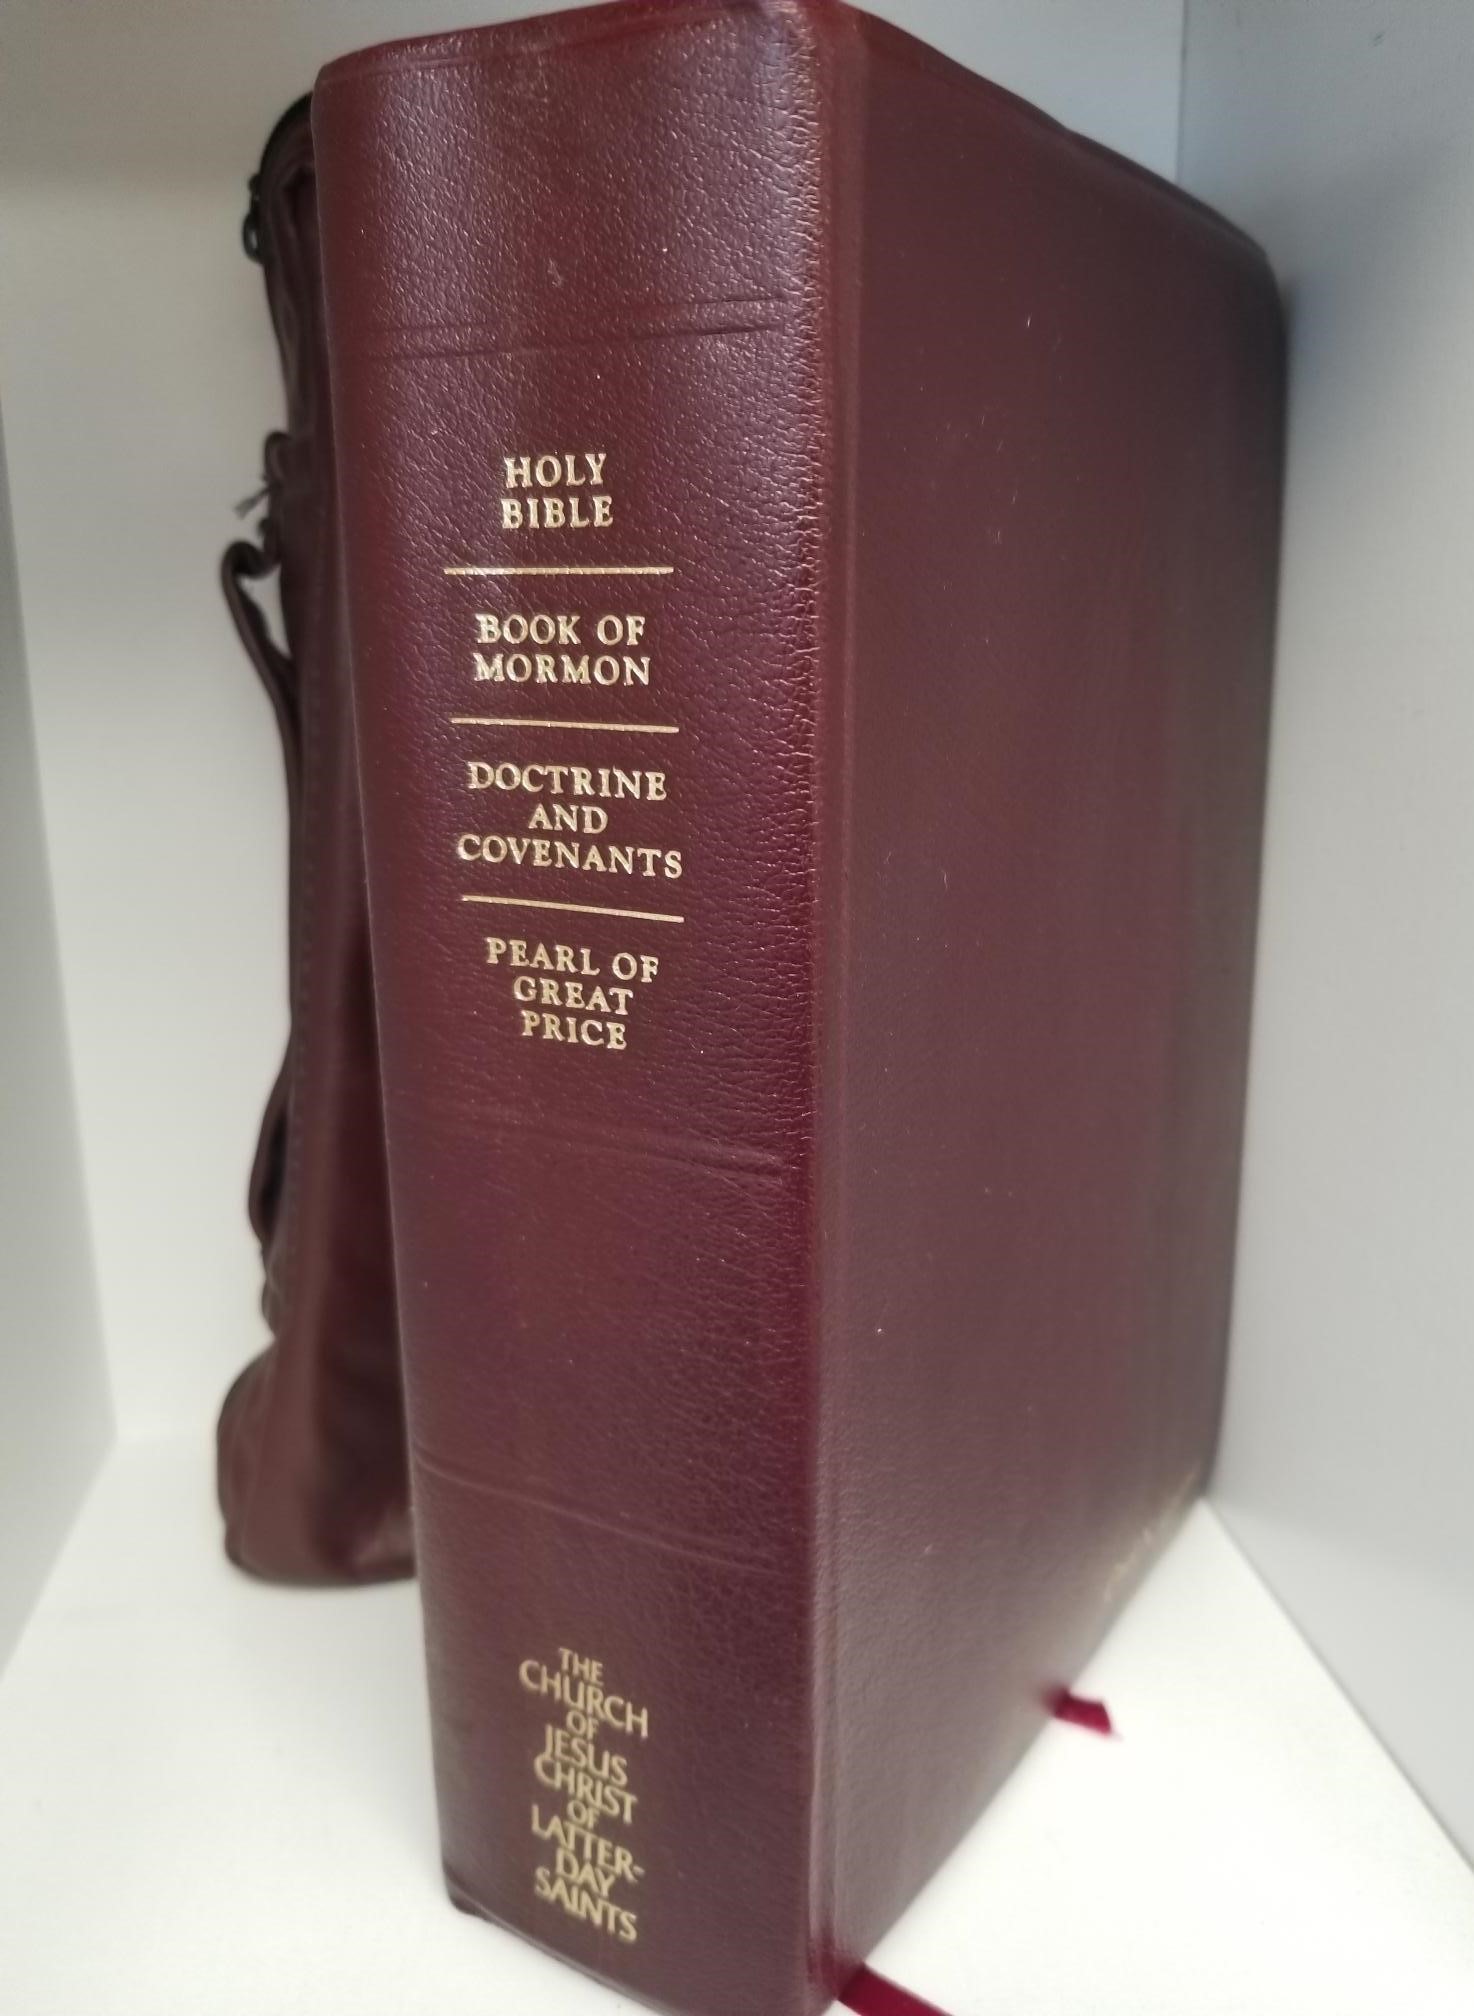 HOLY
BIBLE
BOOK OF
MORMON
DOCTRINE
AND
COVENANTS
PEARL OF
GREAT
PRICE
THE
CHURCH
OF
JESUS
CHRIST
OF
LATTER-
DAY
SAINTS